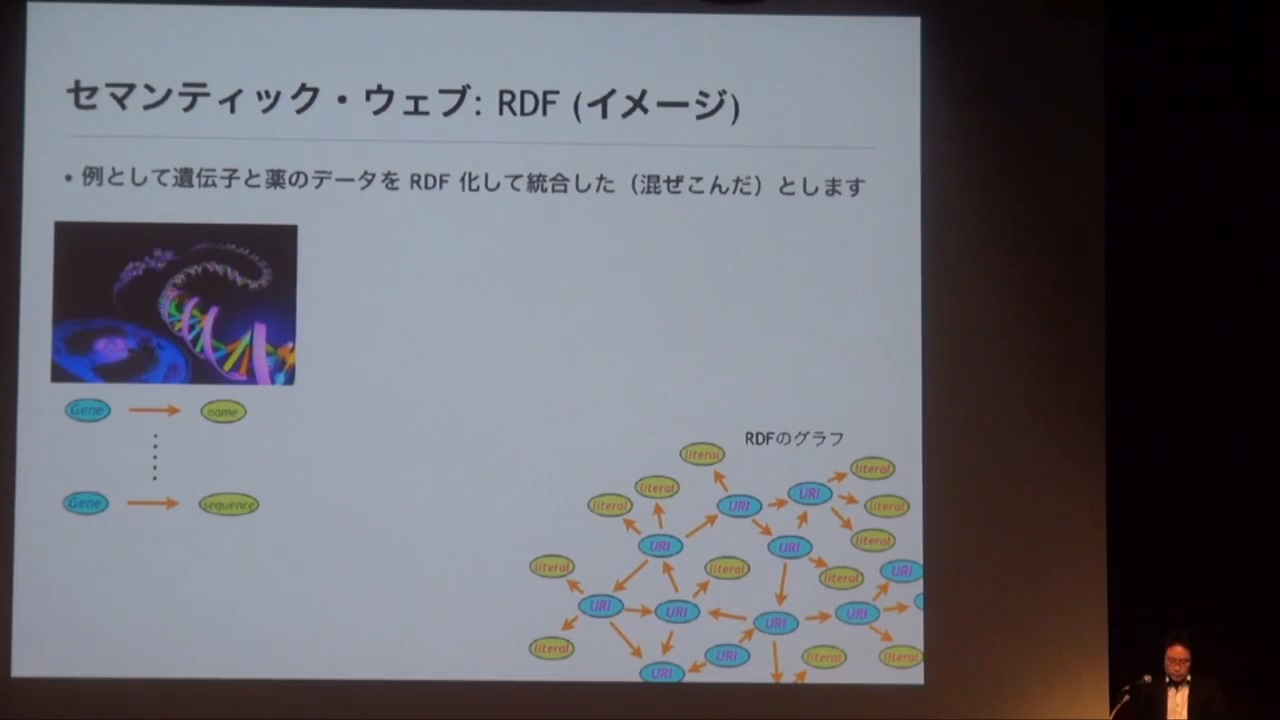 セマンティック・ウェブ: RDF (イメージ)
• 例として遺伝子と薬のデータを RDF 化して統合した（混ぜこんだ）とします
Gene
name
Gene
sequence
RDFのグラフ
literal
literal
literal
URI
literal
literal
URI
literal
URI
URI
literal
literal
literal
literal
URI
URI
URI
URI
URI
literal
URI
literal
literal
URI